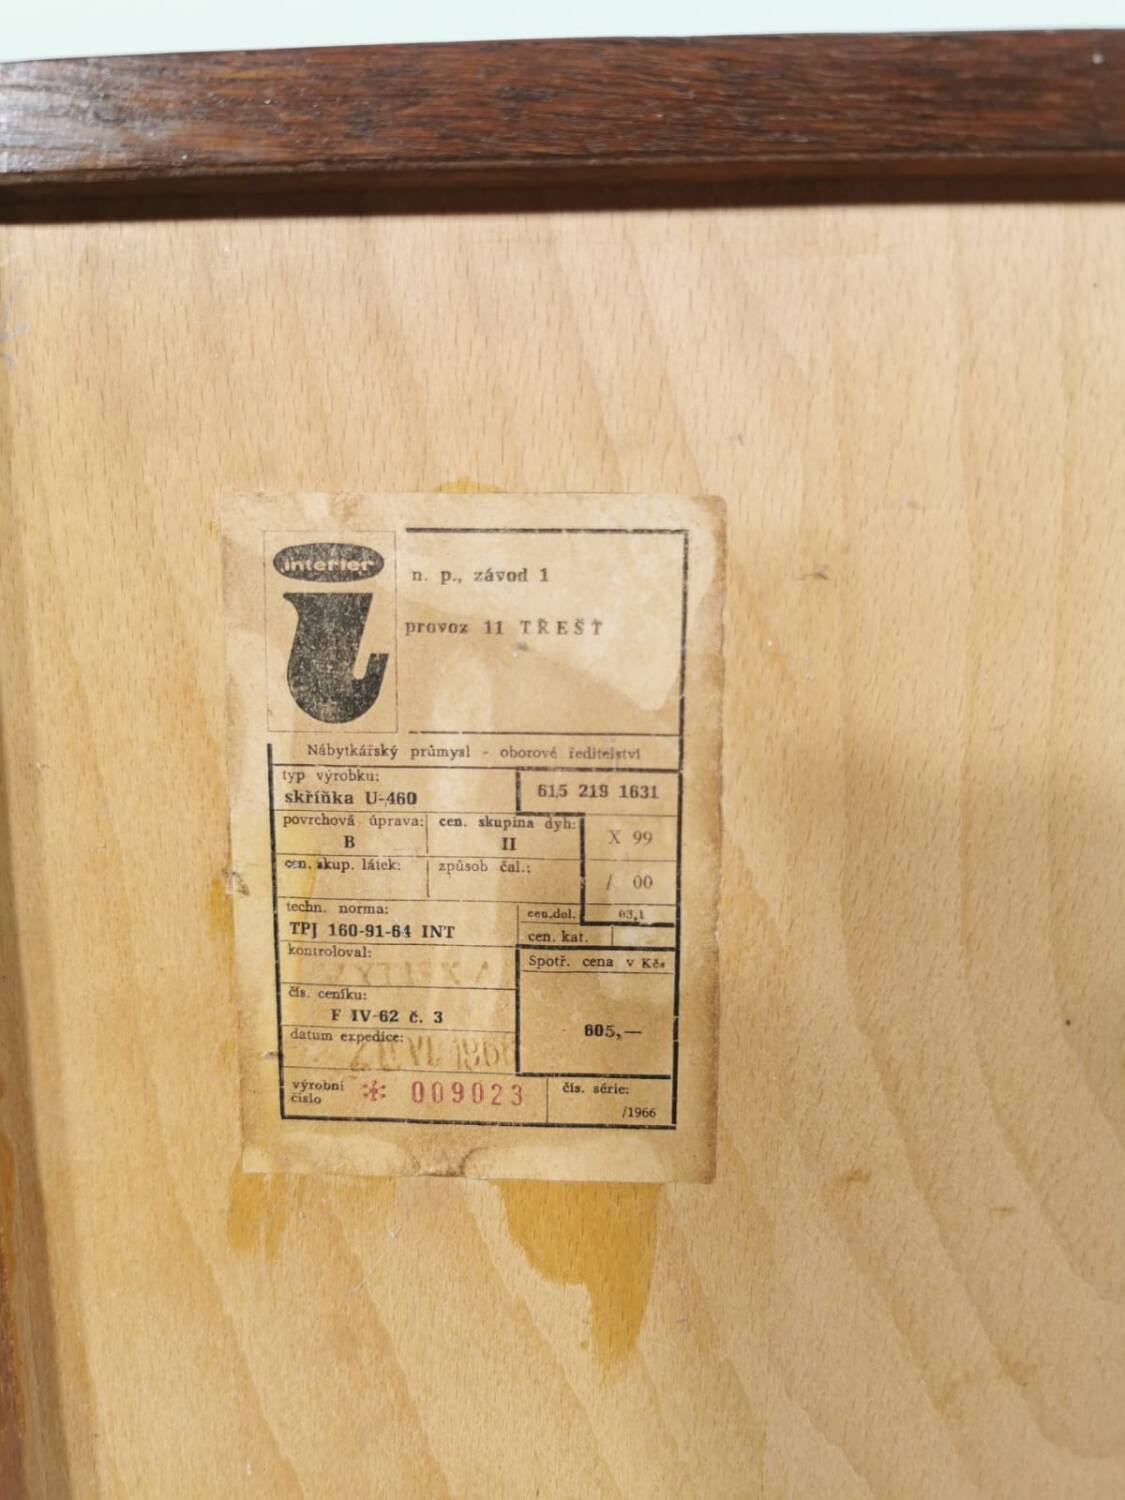 interier
n. p., závod 1
provoz 11 TŘEŠŤ
Nábytkářský průmysl - oborové ředitelství
typ výrobku:
skříňka U-460
615 219 1631
povrchová úprava:
B
cen. skupina dyh:
II
X 99
cen. skup. látek:
způsob čal.:
/ 00
techn. norma:
TPJ 160-91-64 INT
cen.dol.
03,1
cen. kat.
kontroloval:
Spotř. cena v Kčs
605,—
čís. ceníku:
F IV-62 č. 3
datum expedice:
výrobní
číslo
* 009023
čís. série:
/1966